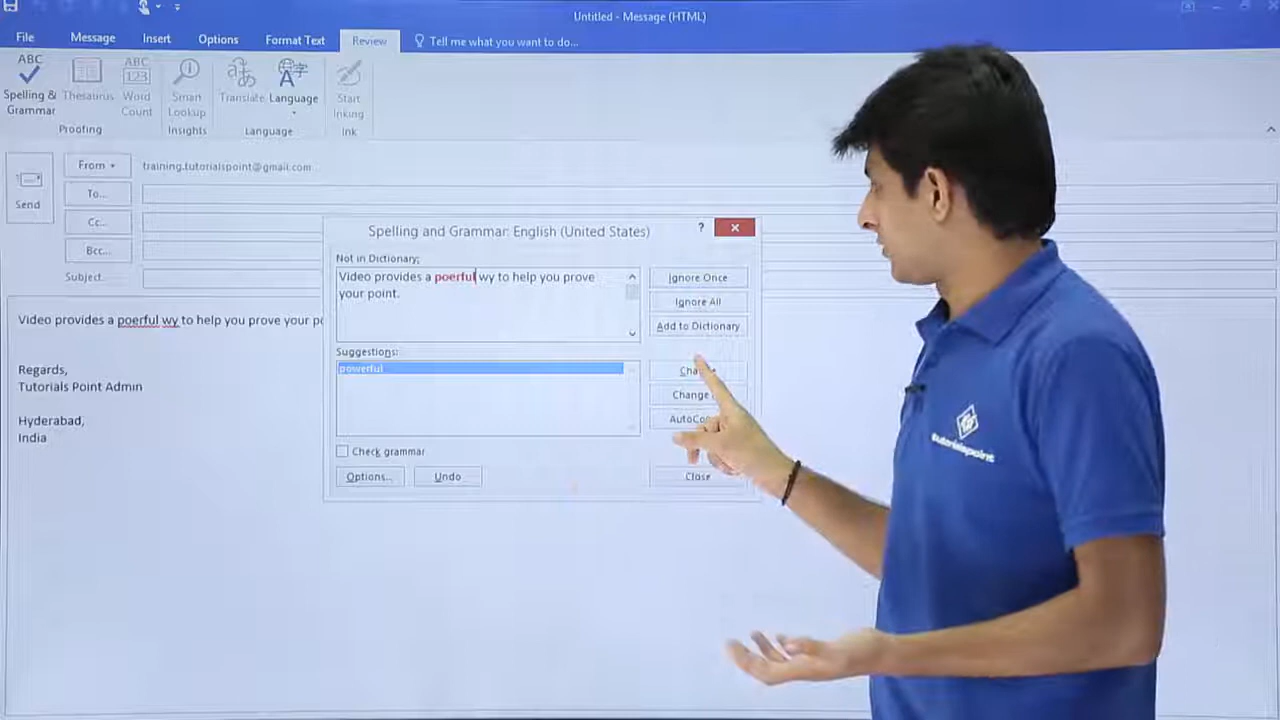 Untitled - Message (HTML)
File Message Insert Options Format Text Review Tell me what you want to do...
ABC ABC 123
Spelling & Grammar Thesaurus Word Count Smart Lookup Translate Language Start Inking
Proofing Insights Language Ink
From training.tutorialspoint@gmail.com
To...
Send
Cc...
Bcc...
Subject
Spelling and Grammar: English (United States) ?
Not in Dictionary:
Video provides a poerful wy to help you prove
your point.
Ignore Once
Ignore All
Add to Dictionary
Suggestions:
powerful
Change
Close
Check grammar
Options... Undo
Video provides a poerful wy to help you prove your
Regards,
Tutorials Point Admin
Hyderabad,
India
tutorialspoint